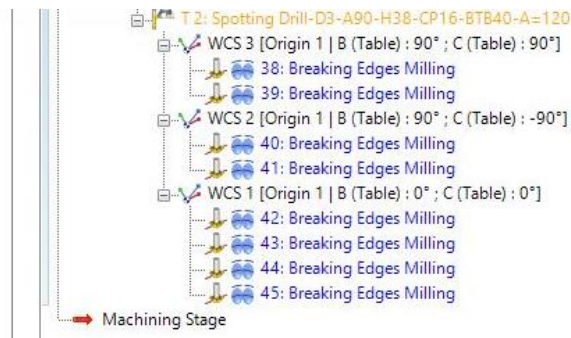 T 2: Spotting Drill-D3-A90-H38-CP16-BTB40-A=120
WCS 3 [Origin 1 | B (Table) : 90° ; C (Table) : 90°]
38: Breaking Edges Milling
39: Breaking Edges Milling
WCS 2 [Origin 1 | B (Table) : 90° ; C (Table) : -90°]
40: Breaking Edges Milling
41: Breaking Edges Milling
WCS 1 [Origin 1 | B (Table) : 0° ; C (Table) : 0°]
42: Breaking Edges Milling
43: Breaking Edges Milling
44: Breaking Edges Milling
45: Breaking Edges Milling
Machining Stage